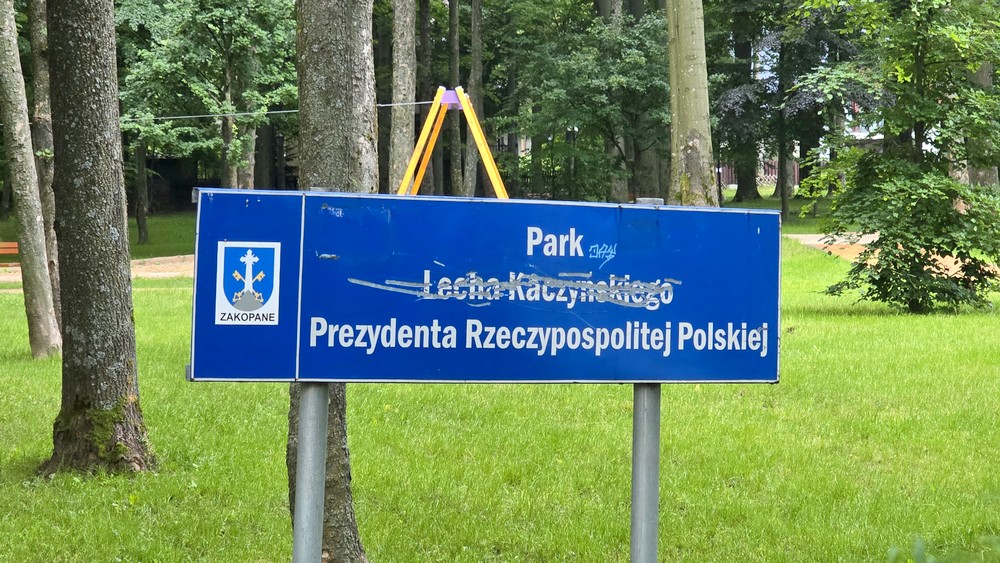 ZAKOPANE
Park
Lecha Kaczyńskiego
Prezydenta Rzeczypospolitej Polskiej